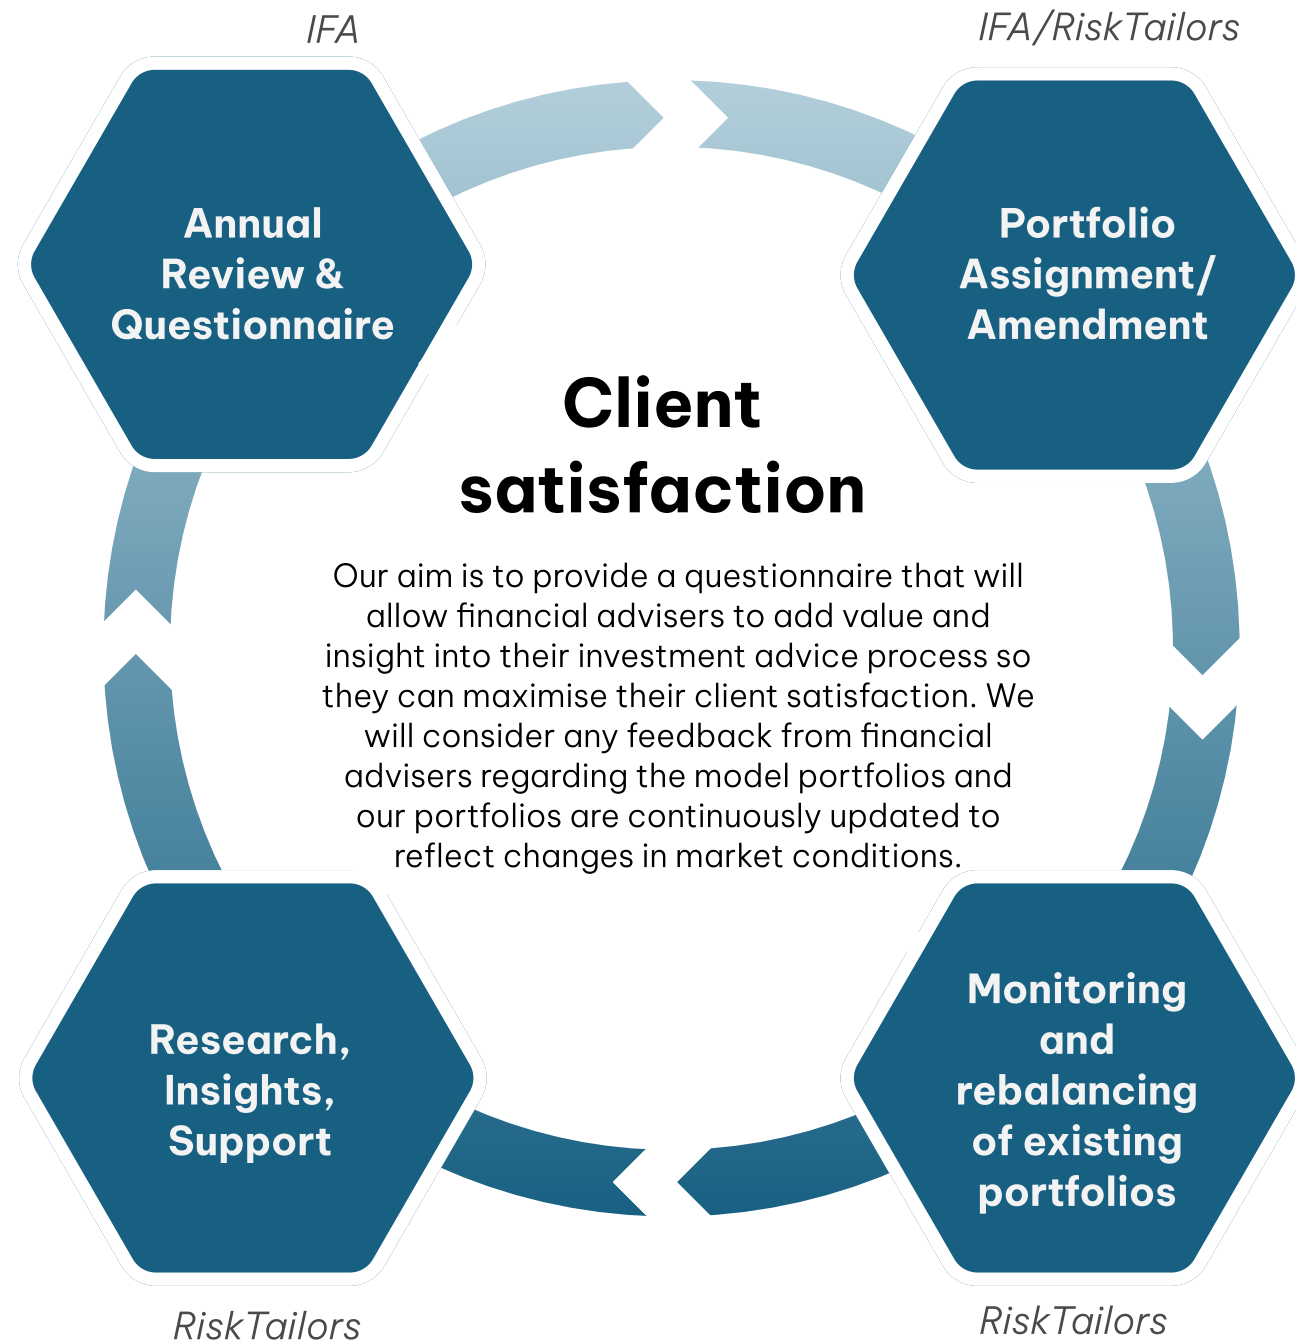 IFA
IFA/RiskTailors
Annual
Review &
Questionnaire
Portfolio
Assignment/
Amendment
Client
satisfaction
Our aim is to provide a questionnaire that will
allow financial advisers to add value and
insight into their investment advice process so
they can maximise their client satisfaction. We
will consider any feedback from financial
advisers regarding the model portfolios and
our portfolios are continuously updated to
reflect changes in market conditions.
Research,
Insights,
Support
Monitoring
and
rebalancing
of existing
portfolios
RiskTailors
RiskTailors